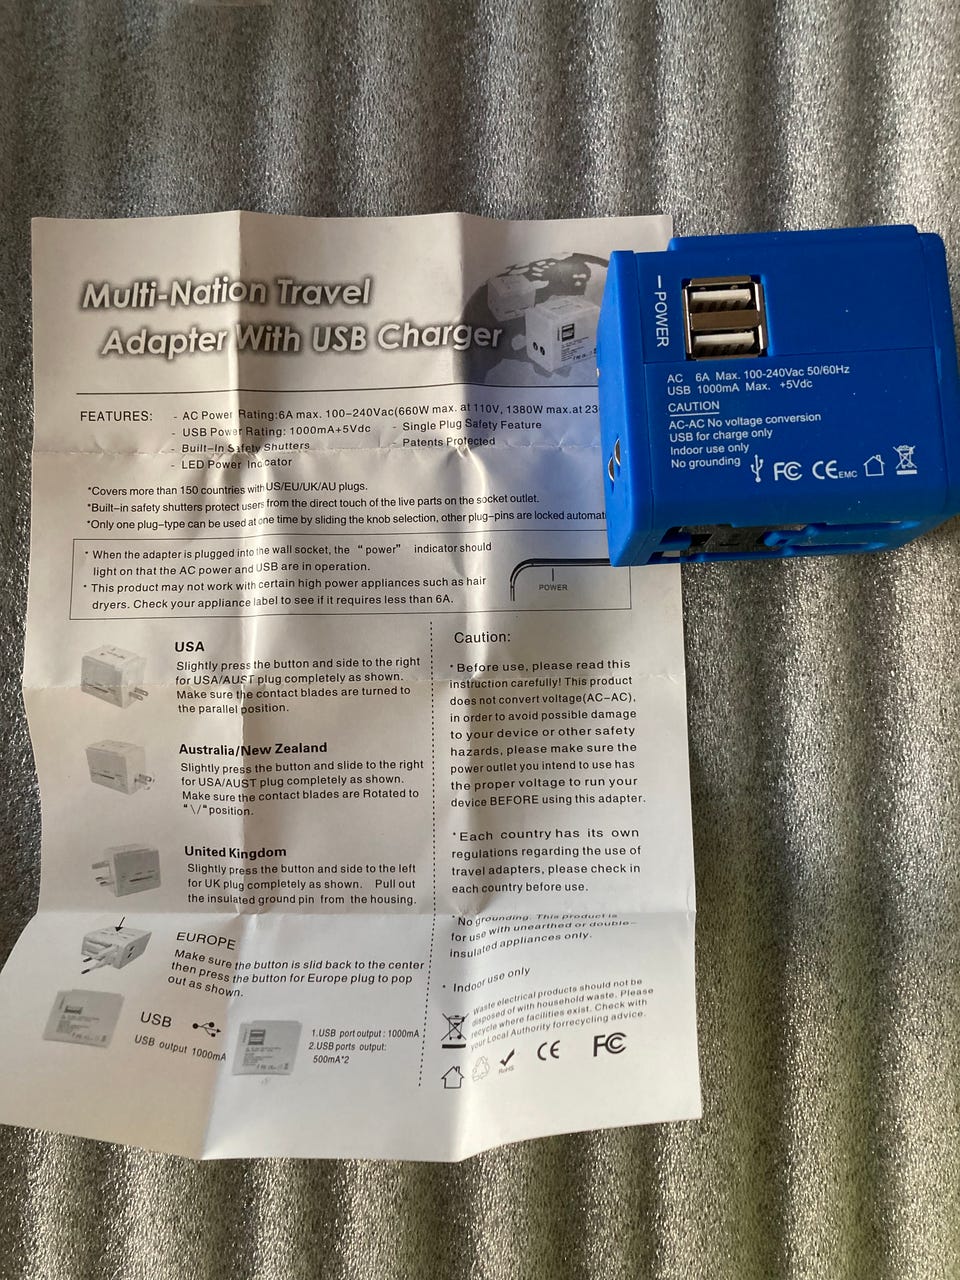 Multi-Nation Travel
Adapter With USB Charger
FEATURES:
- AC Power Rating:6A max. 100-240Vac(660W max. at 110V, 1380W max.at 23
- USB Power Rating: 1000mA+5Vdc
- Single Plug Safety Feature
- Built-In Safety Shutters
- Patents Protected
- LED Power Indicator
*Covers more than 150 countries with US/EU/UK/AU plugs.
*Built-in safety shutters protect users from the direct touch of the live parts on the socket outlet.
*Only one plug-type can be used at one time by sliding the knob selection, other plug-pins are locked automat
* When the adapter is plugged into the wall socket, the “power” indicator should
light on that the AC power and USB are in operation.
* This product may not work with certain high power appliances such as hair
dryers. Check your appliance label to see if it requires less than 6A.
POWER
USA
Slightly press the button and side to the right
for USA/AUST plug completely as shown.
Make sure the contact blades are turned to
the parallel position.
Australia/New Zealand
Slightly press the button and slide to the right
for USA/AUST plug completely as shown.
Make sure the contact blades are Rotated to
"\/"position.
United Kingdom
Slightly press the button and side to the left
for UK plug completely as shown. Pull out
the insulated ground pin from the housing.
EUROPE
Make sure the button is slid back to the center
then press the button for Europe plug to pop
out as shown.
USB
USB output 1000mA
1.USB port output : 1000mA
2.USB ports output:
500mA*2
Caution:
*Before use, please read this
instruction carefully! This product
does not convert voltage(AC-AC),
in order to avoid possible damage
to your device or other safety
hazards, please make sure the
power outlet you intend to use has
the proper voltage to run your
device BEFORE using this adapter.
*Each country has its own
regulations regarding the use of
travel adapters, please check in
each country before use.
*No grounding. This product is
for use with unearthed or double-
insulated appliances only.
* Indoor use only
Waste electrical products should not be
disposed of with household waste. Please
recycle where facilities exist. Check with
your Local Authority forrecycling advice.
RoHS
CE
FC
POWER
AC 6A Max. 100-240Vac 50/60Hz
USB 1000mA Max. +5Vdc
CAUTION
AC-AC No voltage conversion
USB for charge only
Indoor use only
No grounding
FC CE EMC